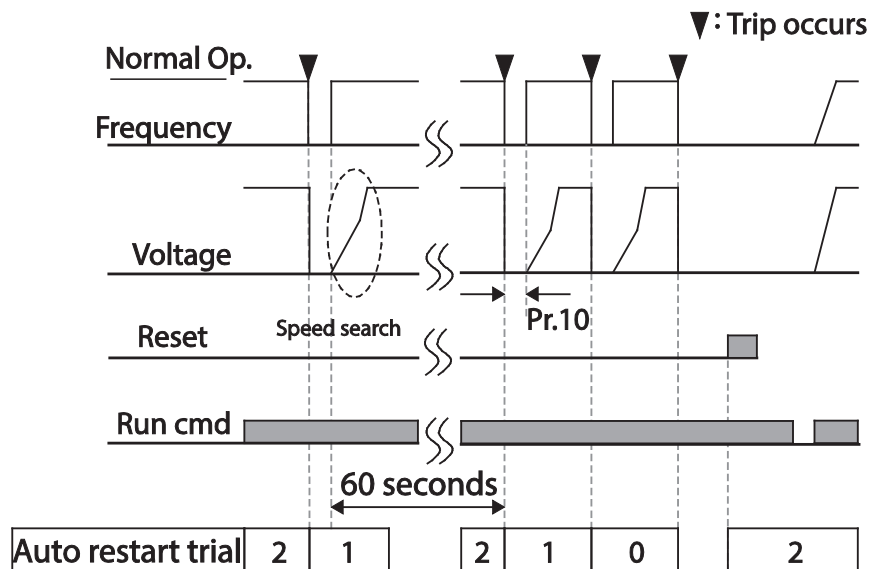 ▼: Trip occurs
Normal Op.
Frequency
Voltage
Pr.10
Speed search
Reset
Run cmd
60 seconds
Auto restart trial 2 1 2 1 0 2